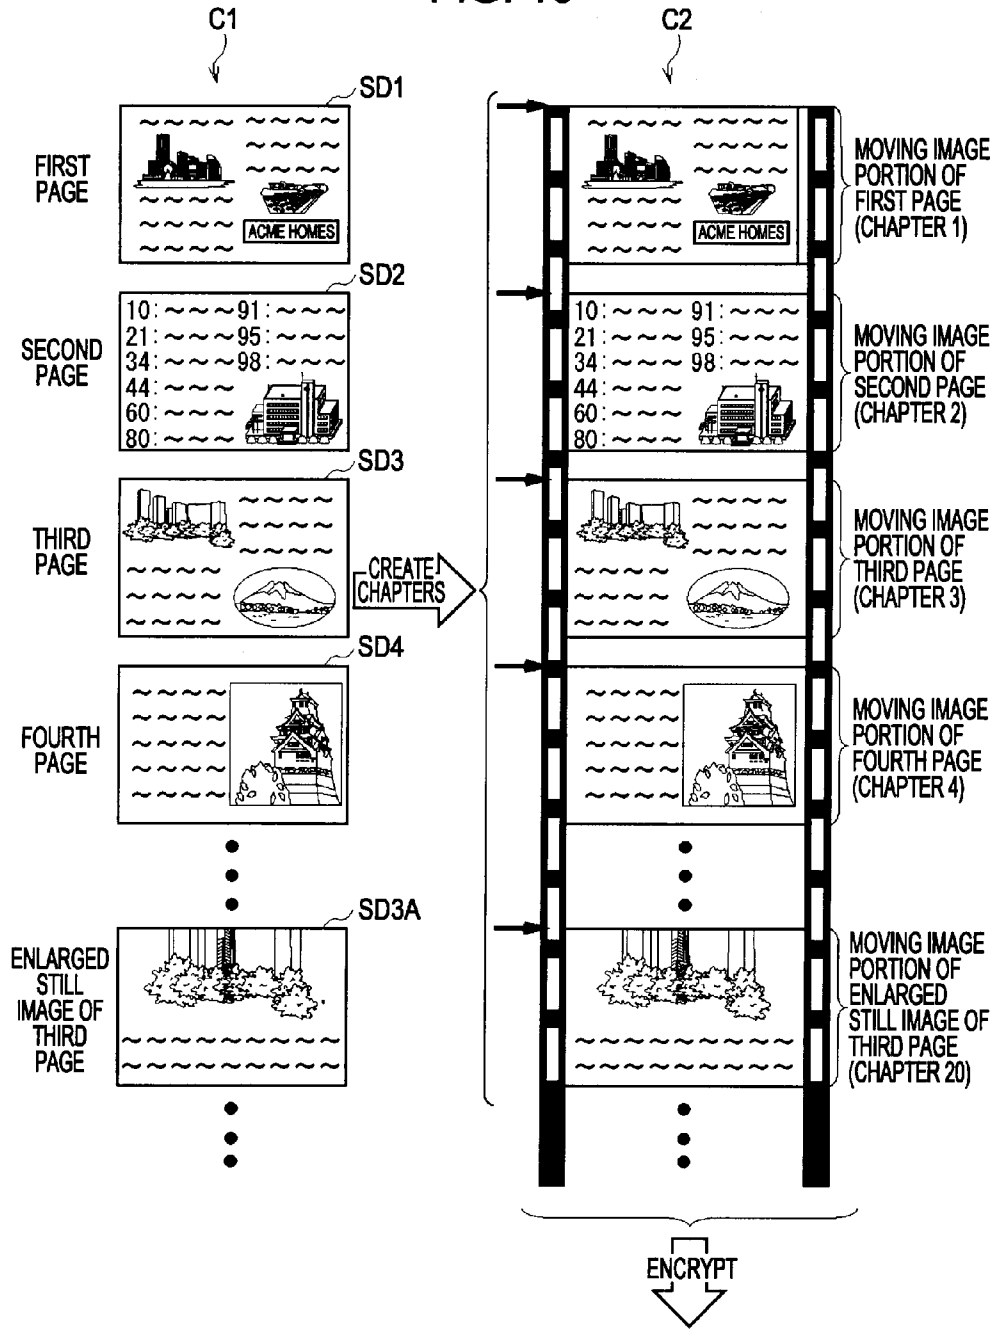 C1
C2
SD1
FIRST
PAGE
ACME HOMES
ACME HOMES
MOVING IMAGE
PORTION OF
FIRST PAGE
(CHAPTER 1)
SD2
SECOND
PAGE
10: 91:
21: 95:
34: 98:
44:
60:
80:
10: 91:
21: 95:
34: 98:
44:
60:
80:
MOVING IMAGE
PORTION OF
SECOND PAGE
(CHAPTER 2)
SD3
THIRD
PAGE
CREATE
CHAPTERS
MOVING IMAGE
PORTION OF
THIRD PAGE
(CHAPTER 3)
SD4
FOURTH
PAGE
MOVING IMAGE
PORTION OF
FOURTH PAGE
(CHAPTER 4)
SD3A
ENLARGED
STILL
IMAGE OF
THIRD
PAGE
MOVING IMAGE
PORTION OF
ENLARGED
STILL IMAGE OF
THIRD PAGE
(CHAPTER 20)
ENCRYPT